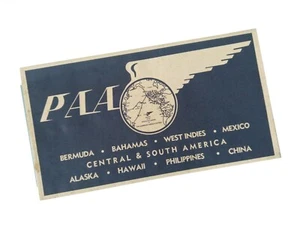 PAA
BERMUDA • BAHAMAS • WEST INDIES • MEXICO
CENTRAL & SOUTH AMERICA
ALASKA • HAWAII • PHILIPPINES • CHINA